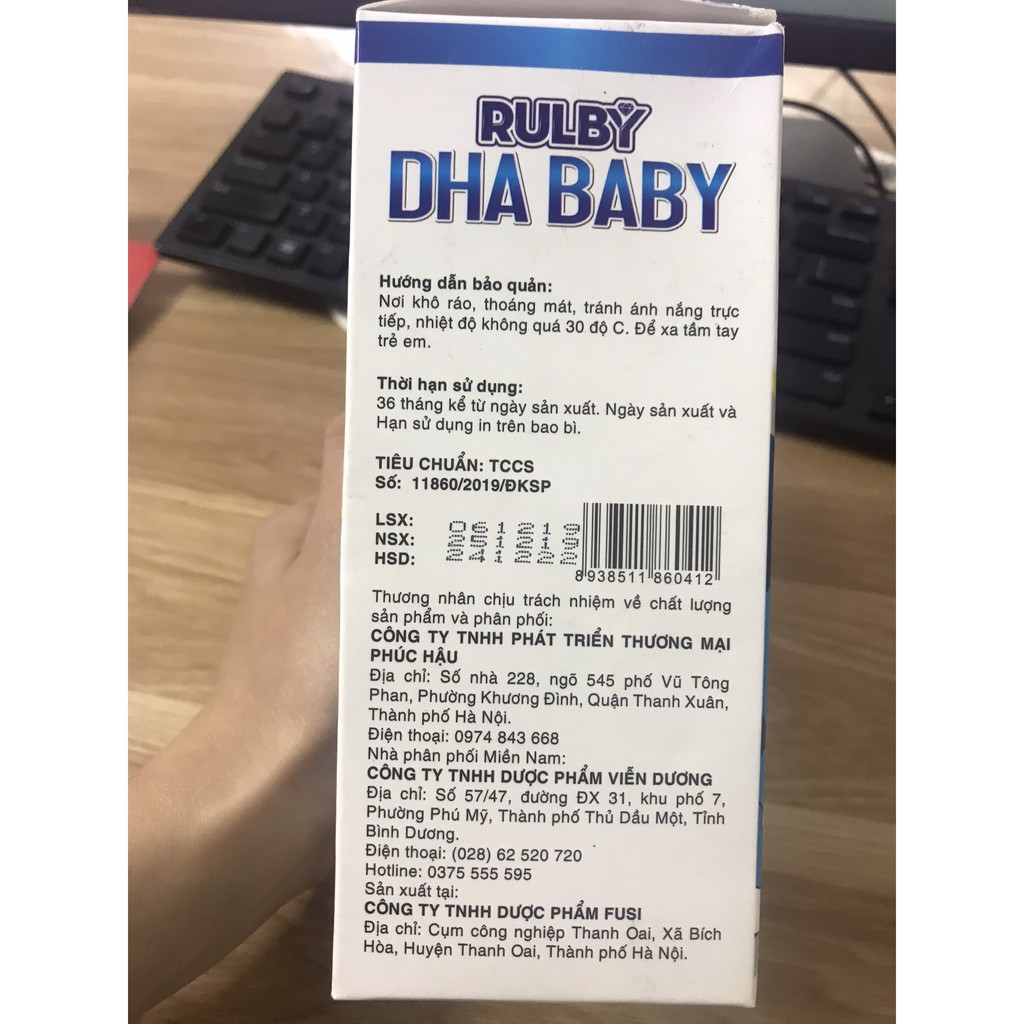 RULBY
DHA BABY
Hướng dẫn bảo quản:
Nơi khô ráo, thoáng mát, tránh ánh nắng trực
tiếp, nhiệt độ không quá 30 độ C. Để xa tầm tay
trẻ em.
Thời hạn sử dụng:
36 tháng kể từ ngày sản xuất. Ngày sản xuất và
Hạn sử dụng in trên bao bì.
TIÊU CHUẨN: TCCS
Số: 11860/2019/ĐKSP
LSX: 061219
NSX: 251219
HSD: 241222
8 938511 860412
Thương nhân chịu trách nhiệm về chất lượng
sản phẩm và phân phối:
CÔNG TY TNHH PHÁT TRIỂN THƯƠNG MẠI
PHÚC HẬU
Địa chỉ: Số nhà 228, ngõ 545 phố Vũ Tông
Phan, Phường Khương Đình, Quận Thanh Xuân,
Thành phố Hà Nội.
Điện thoại: 0974 843 668
Nhà phân phối Miền Nam:
CÔNG TY TNHH DƯỢC PHẨM VIỄN DƯƠNG
Địa chỉ: Số 57/47, đường ĐX 31, khu phố 7,
Phường Phú Mỹ, Thành phố Thủ Dầu Một, Tỉnh
Bình Dương.
Điện thoại: (028) 62 520 720
Hotline: 0375 555 595
Sản xuất tại:
CÔNG TY TNHH DƯỢC PHẨM FUSI
Địa chỉ: Cụm công nghiệp Thanh Oai, Xã Bích
Hòa, Huyện Thanh Oai, Thành phố Hà Nội.